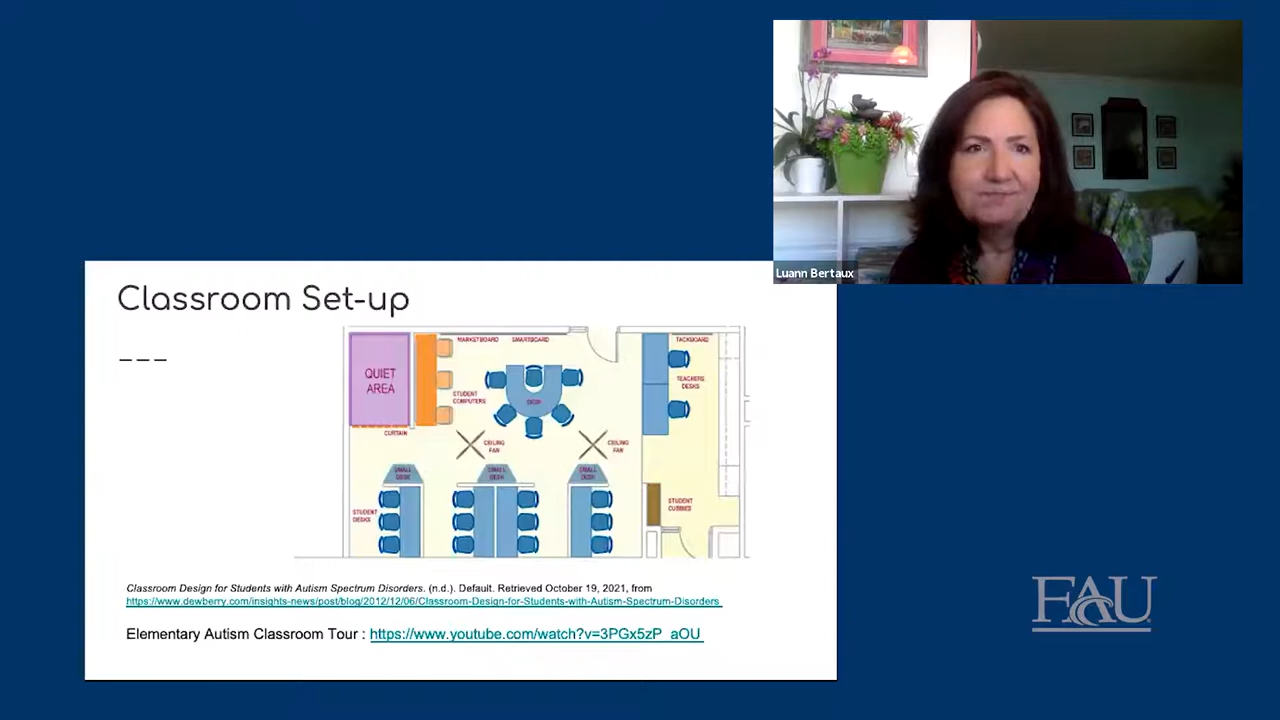 Luann Bertaux
Classroom Set-up
MARKETBOARD SMARTBOARD
TACKBOARD
QUIET
AREA
TEACHERS
DESKS
STUDENT
COMPUTERS
DESK
CURTAIN
CEILING
FAN
CEILING
FAN
SMALL
DESK
SMALL
DESK
SMALL
DESK
STUDENT
DESKS
STUDENT
CUBBIES
Classroom Design for Students with Autism Spectrum Disorders. (n.d.). Default. Retrieved October 19, 2021, from
https://www.dewberry.com/insights-news/post/blog/2012/12/06/Classroom-Design-for-Students-with-Autism-Spectrum-Disorders
Elementary Autism Classroom Tour : https://www.youtube.com/watch?v=3PGx5zP_aOU
FAU